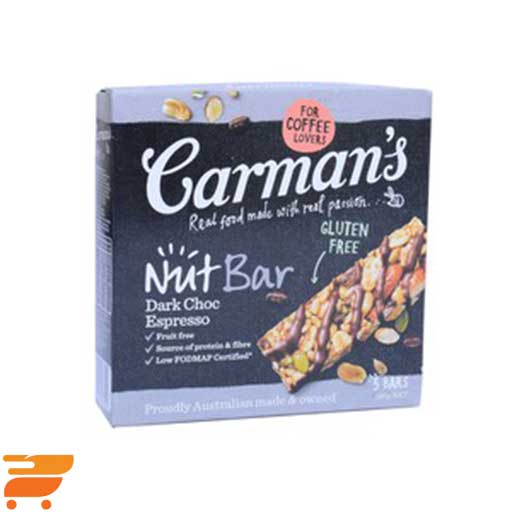 FOR
COFFEE
LOVERS
Carman's
Real food made with real passion.
GLUTEN
FREE
Nut Bar
Dark Choc
Espresso
✓ Fruit free
✓ Source of protein & fibre
✓ Low FODMAP Certified*
5 BARS
Proudly Australian made & owned